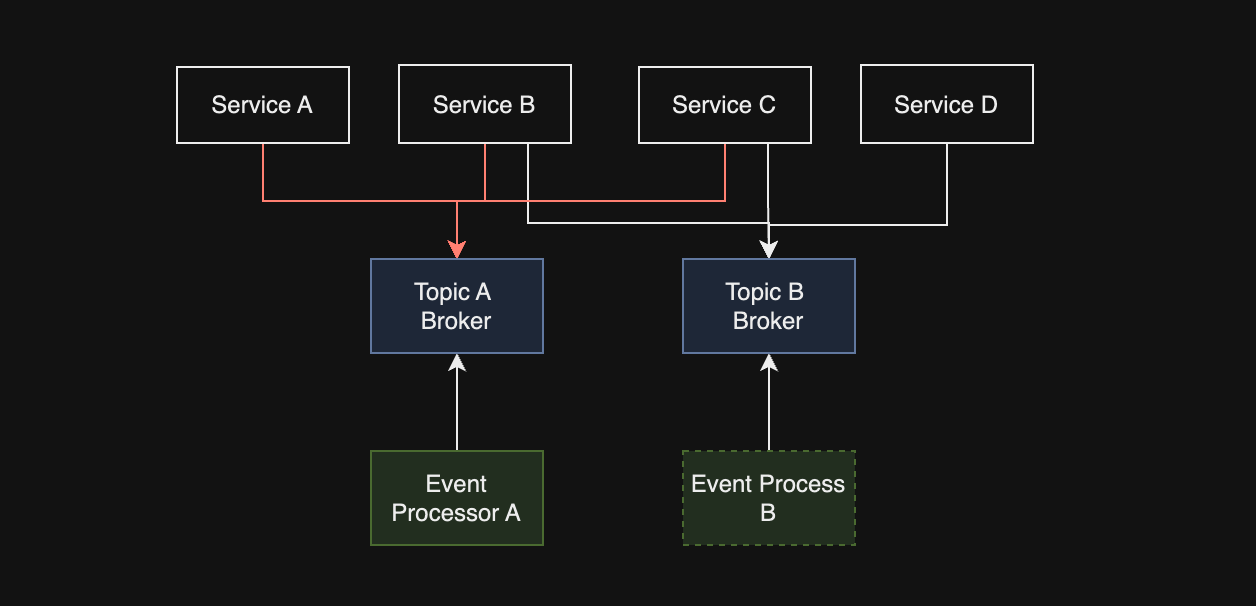 Service A
Service B
Service C
Service D
Topic A
Broker
Topic B
Broker
Event
Processor A
Event Process
B